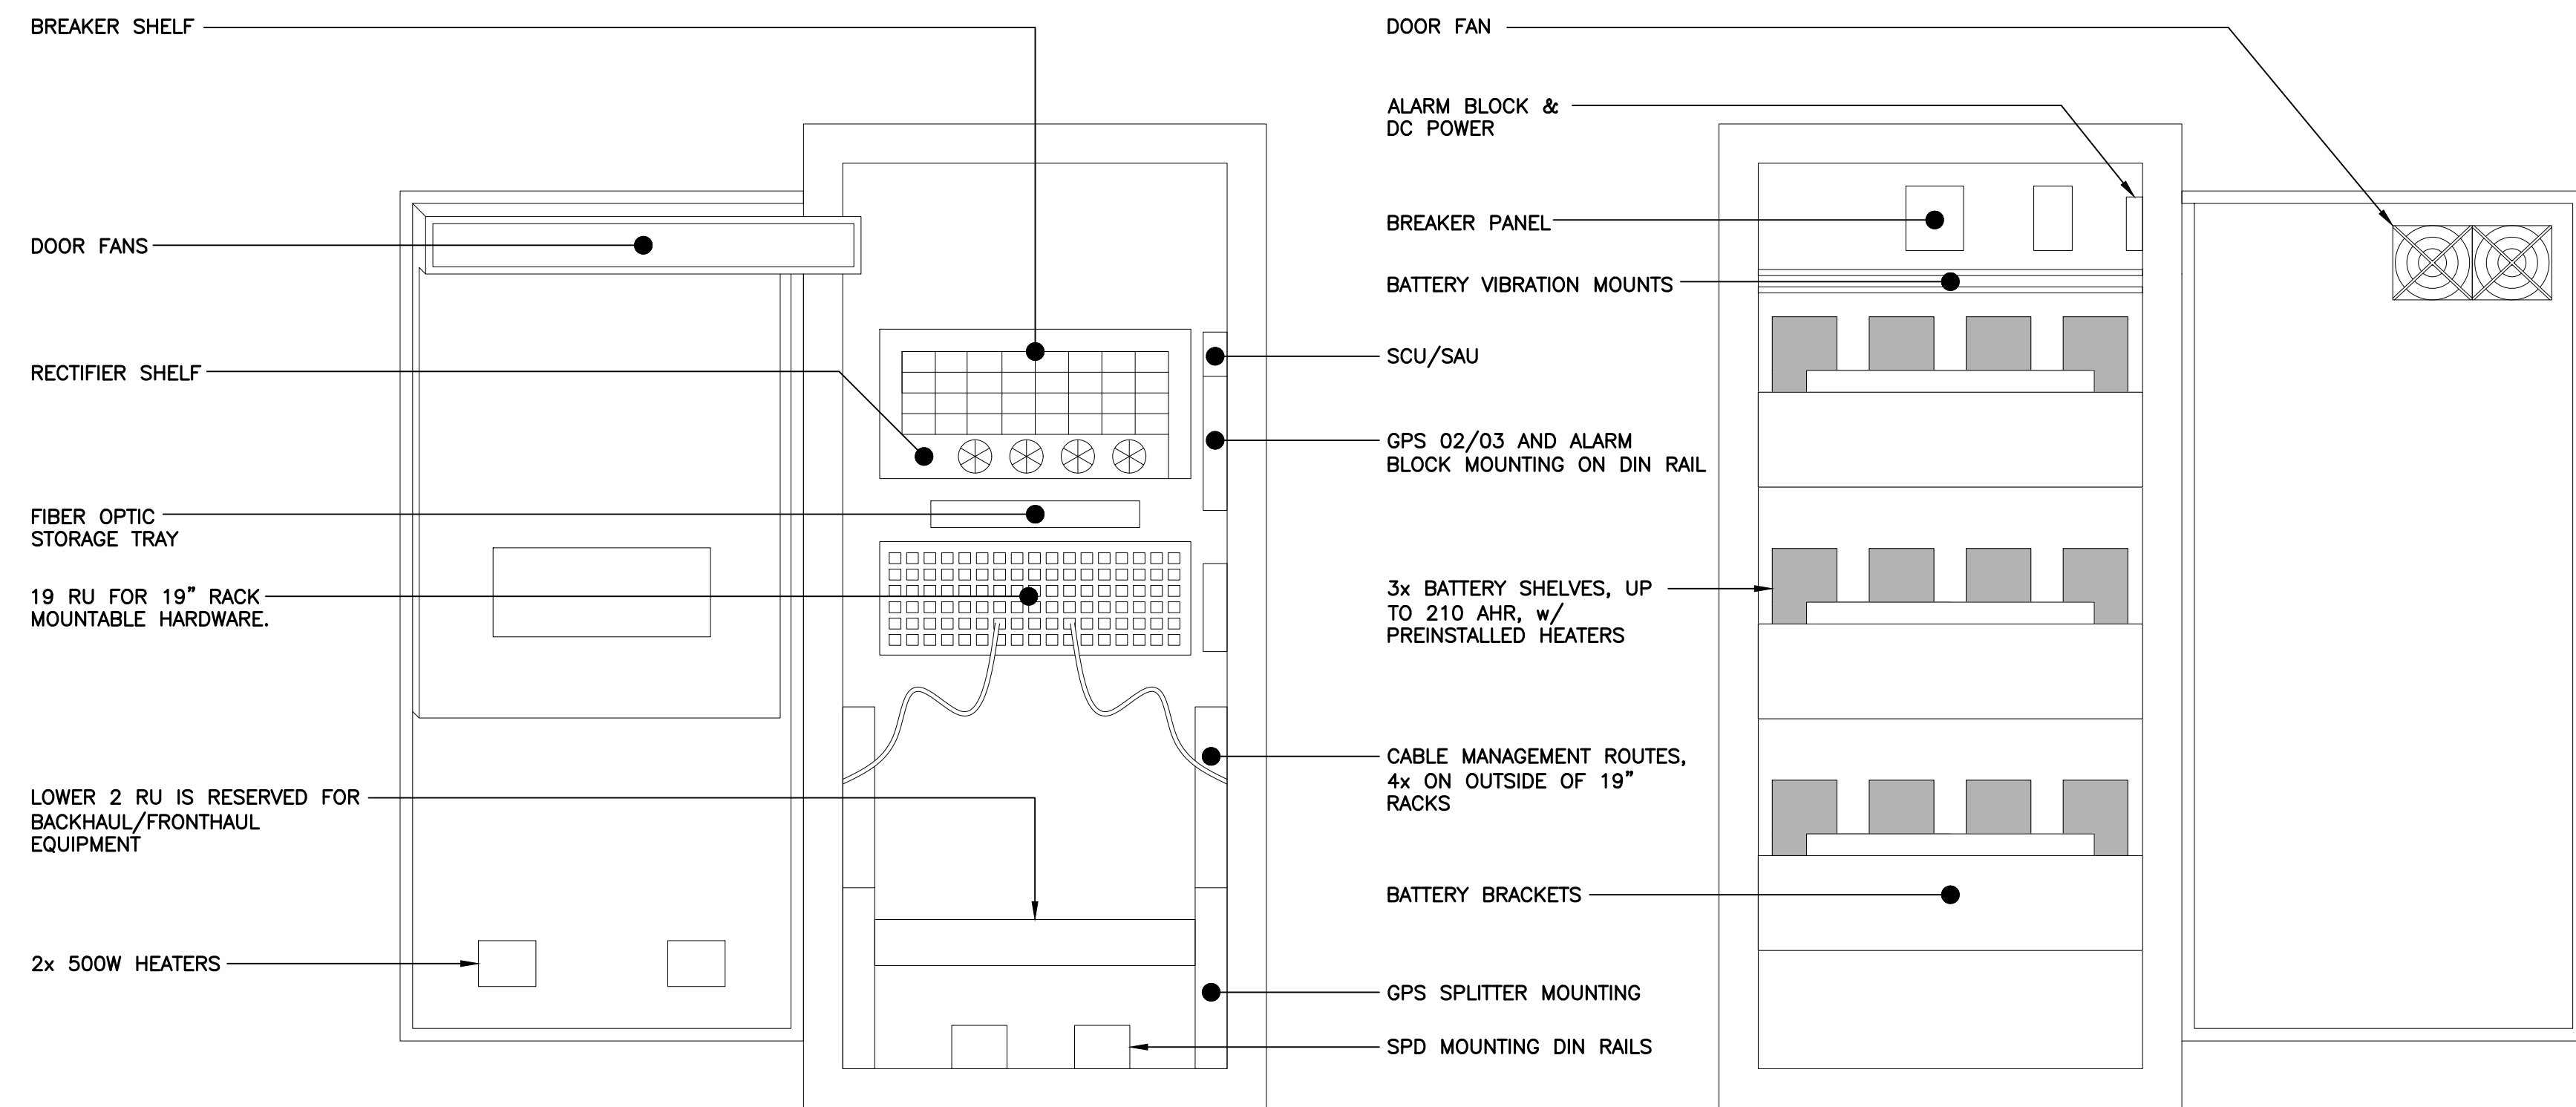 BREAKER SHELF
DOOR FANS
RECTIFIER SHELF
FIBER OPTIC
STORAGE TRAY
19 RU FOR 19” RACK
MOUNTABLE HARDWARE.
LOWER 2 RU IS RESERVED FOR
BACKHAUL/FRONTHAUL
EQUIPMENT
2x 500W HEATERS
DOOR FAN
ALARM BLOCK &
DC POWER
BREAKER PANEL
BATTERY VIBRATION MOUNTS
SCU/SAU
GPS 02/03 AND ALARM
BLOCK MOUNTING ON DIN RAIL
3x BATTERY SHELVES, UP
TO 210 AHR, w/
PREINSTALLED HEATERS
CABLE MANAGEMENT ROUTES,
4x ON OUTSIDE OF 19”
RACKS
BATTERY BRACKETS
GPS SPLITTER MOUNTING
SPD MOUNTING DIN RAILS